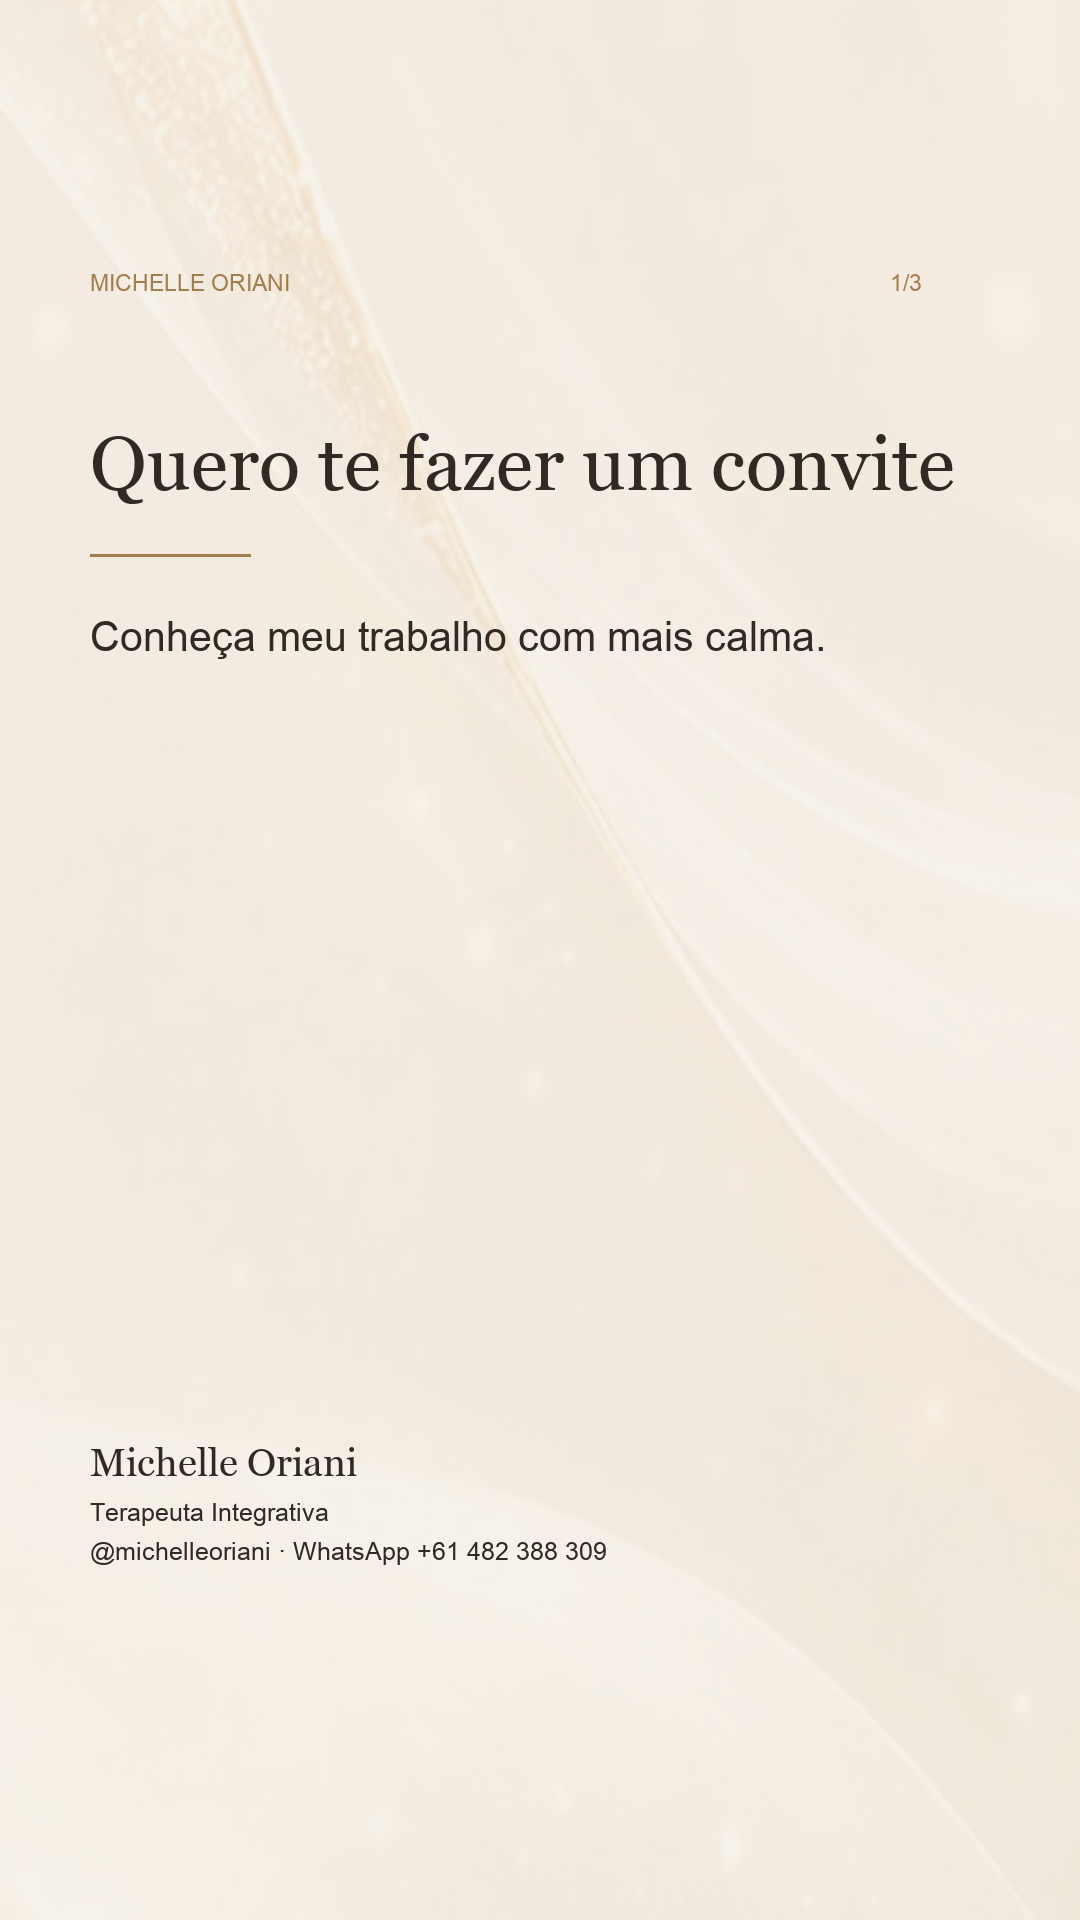 MICHELLE ORIANI
1/3
Quero te fazer um convite
Conheça meu trabalho com mais calma.
Michelle Oriani
Terapeuta Integrativa
@michelleoriani · WhatsApp +61 482 388 309